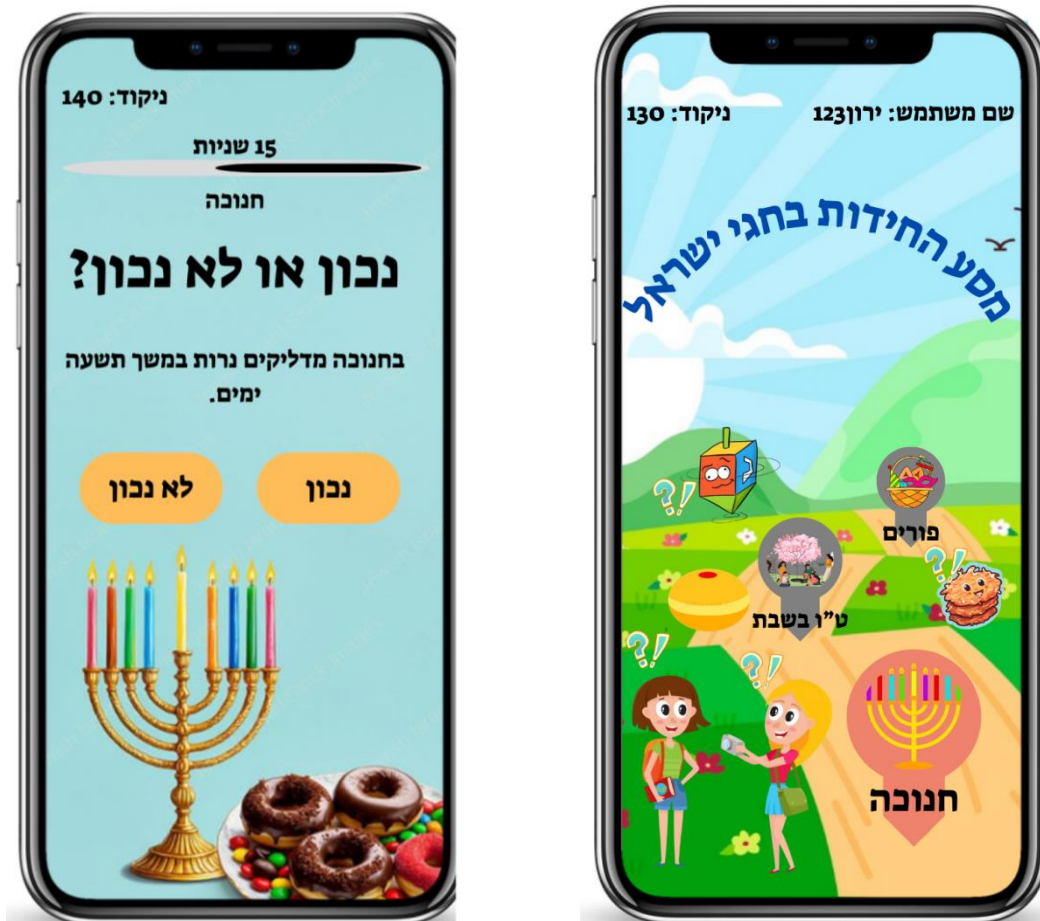 שם משתמש: ירון123
ניקוד: 130
מסע החידות בחגי ישראל
פורים
ט"ו בשבת
חנוכה
?!
?!
?!
?!
ניקוד: 140
15 שניות
חנוכה
נכון או לא נכון?
בחנוכה מדליקים נרות במשך תשעה
ימים.
נכון
לא נכון